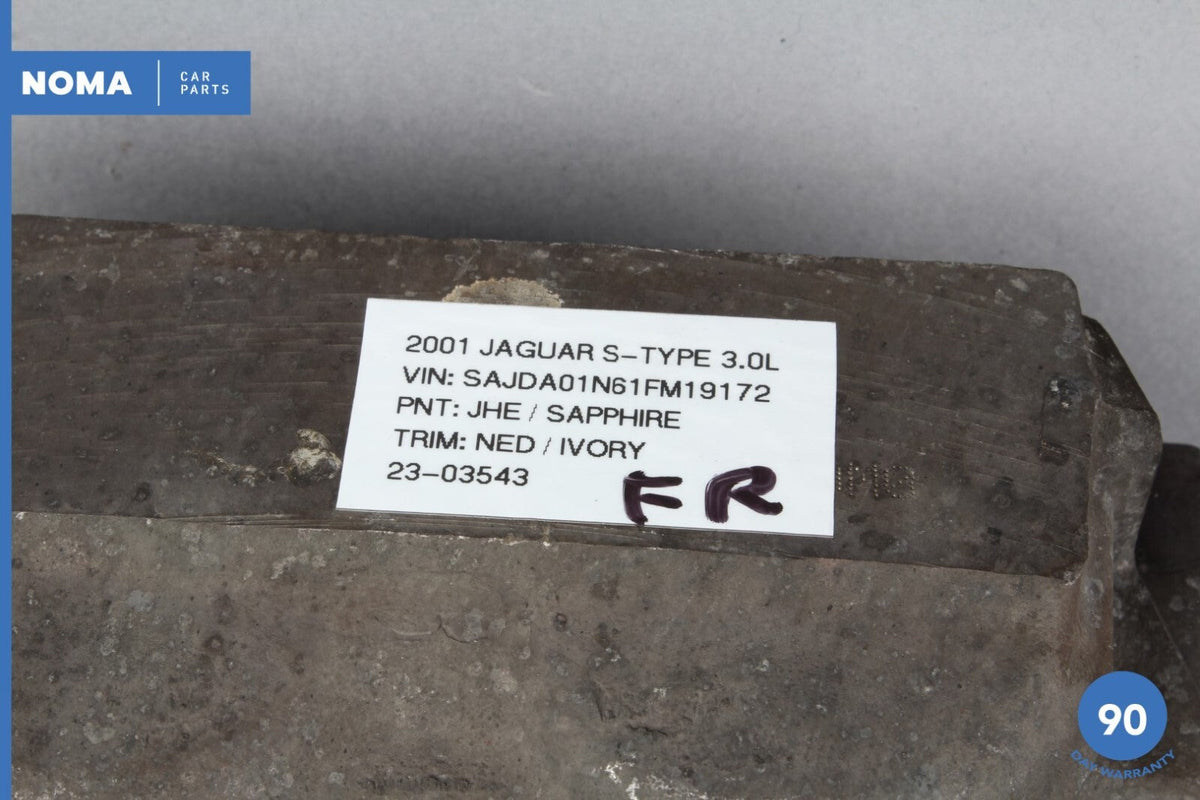 NOMA
CAR
PARTS
2001 JAGUAR S-TYPE 3.0L
VIN: SAJDA01N61FM19172
PNT: JHE / SAPPHIRE
TRIM: NED / IVORY
23-03543
FR
90
DAY WARRANTY